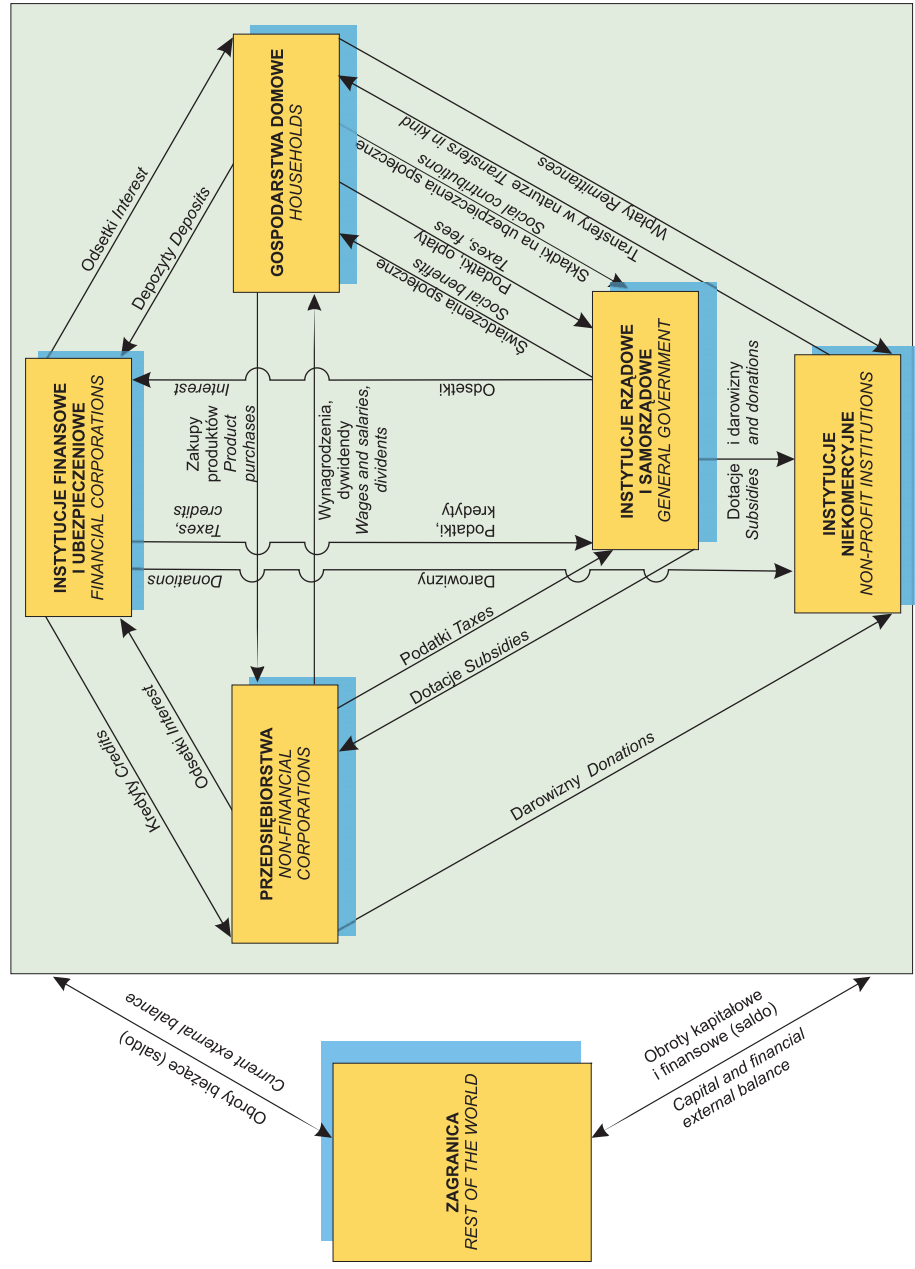 INSTYTUCJE FINANSOWE
I UBEZPIECZENIOWE
FINANCIAL CORPORATIONS
GOSPODARSTWA DOMOWE
HOUSEHOLDS
PRZEDSIĘBIORSTWA
NON-FINANCIAL
CORPORATIONS
INSTYTUCJE RZĄDOWE
I SAMORZĄDOWE
GENERAL GOVERNMENT
INSTYTUCJE
NIEKOMERCYJNE
NON-PROFIT INSTITUTIONS
ZAGRANICA
REST OF THE WORLD
Odsetki Interest
Depozyty Deposits
Kredyty Credits
Odsetki Interest
Zakupy
produktów Product
purchases
Wynagrodzenia,
dywidendy
Wages and salaries,
dividents
Odsetki
Interest
Podatki,
kredyty
Taxes,
credits
Darowizny
Donations
Wpłaty Remittances
Transfery w naturze Transfers in kind
Składki na ubezpieczenia społeczne
Social contributions
Podatki, opłaty
Taxes, fees
Świadczenia społeczne
Social benefits
Podatki Taxes
Dotacje Subsidies
Dotacje
Subsidies
i darowizny
and donations
Darowizny Donations
Obroty bieżące (saldo)
Current external balance
Obroty kapitałowe
i finansowe (saldo)
Capital and financial
external balance